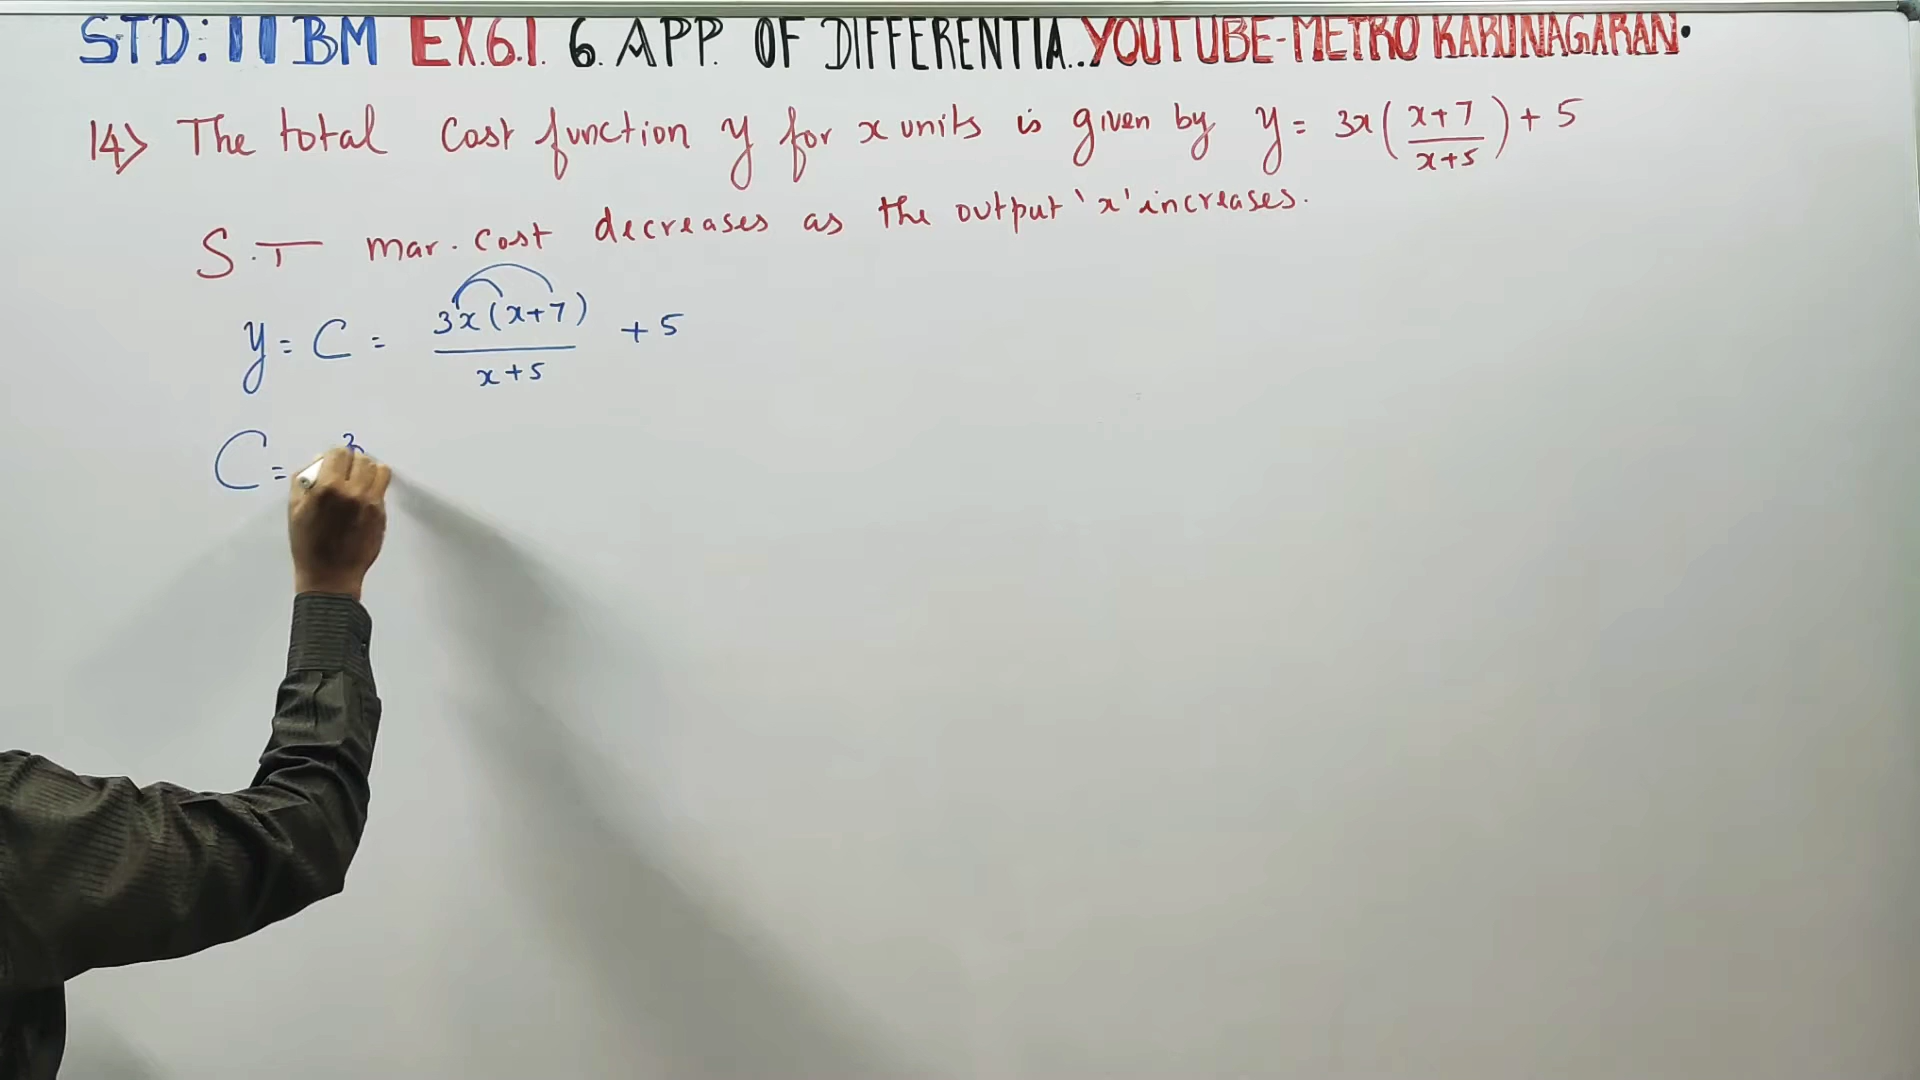 STD: 11 BM EX.6.1. 6. APP. OF DIFFERENTIA..YOUTUBE-METRO KARUNAGARAN.
14> The total Cost function y for x units is given by y = 3x ( (x+7)/(x+5) ) + 5
S.T mar. cost decreases as the output 'x' increases.
y = C = 3x(x+7)/(x+5) + 5
C = 3